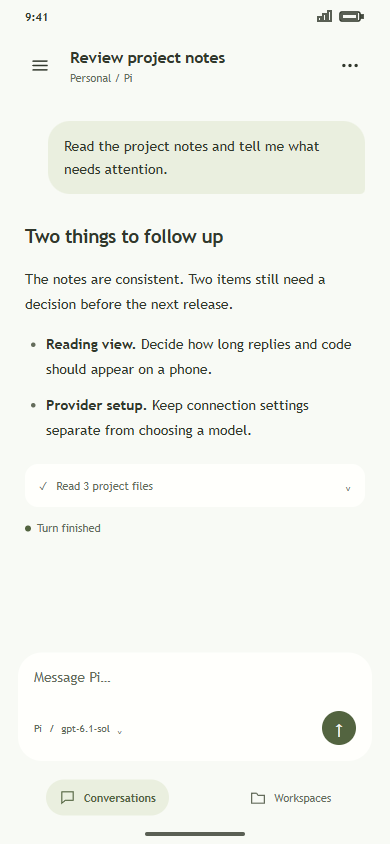 9:41
Review project notes
Personal / Pi
Read the project notes and tell me what
needs attention.
Two things to follow up
The notes are consistent. Two items still need a
decision before the next release.
• Reading view. Decide how long replies and code
should appear on a phone.
• Provider setup. Keep connection settings
separate from choosing a model.
✓ Read 3 project files
Turn finished
Message Pi...
Pi / gpt-6.1-sol
Conversations
Workspaces